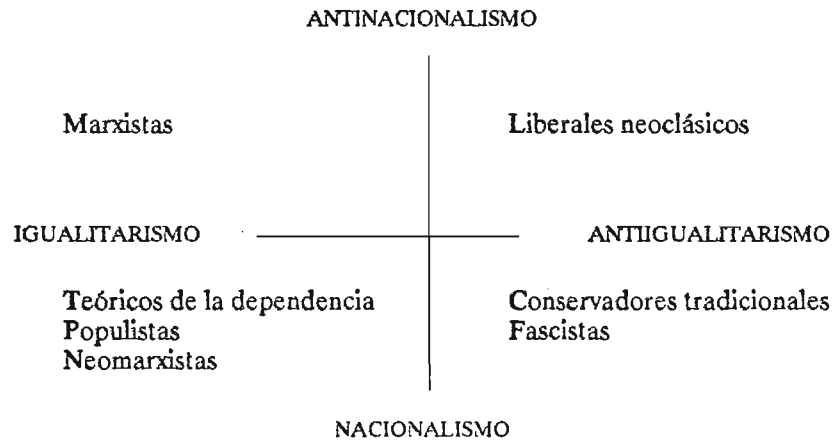 ANTINACIONALISMO
Marxistas
Liberales neoclásicos
IGUALITARISMO
ANTIIGUALITARISMO
Teóricos de la dependencia
Populistas
Neomarxistas
Conservadores tradicionales
Fascistas
NACIONALISMO